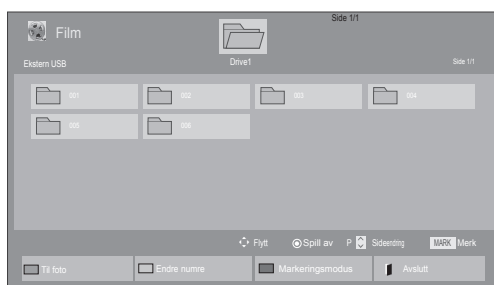 Side 1/1
Film
Ekstern USB
Drive1
Side 1/1
001
002
003
004
005
006
Flytt
Spill av
P
Sideendring
MARK
Merk
Til foto
Endre numre
Markeringsmodus
Avslutt